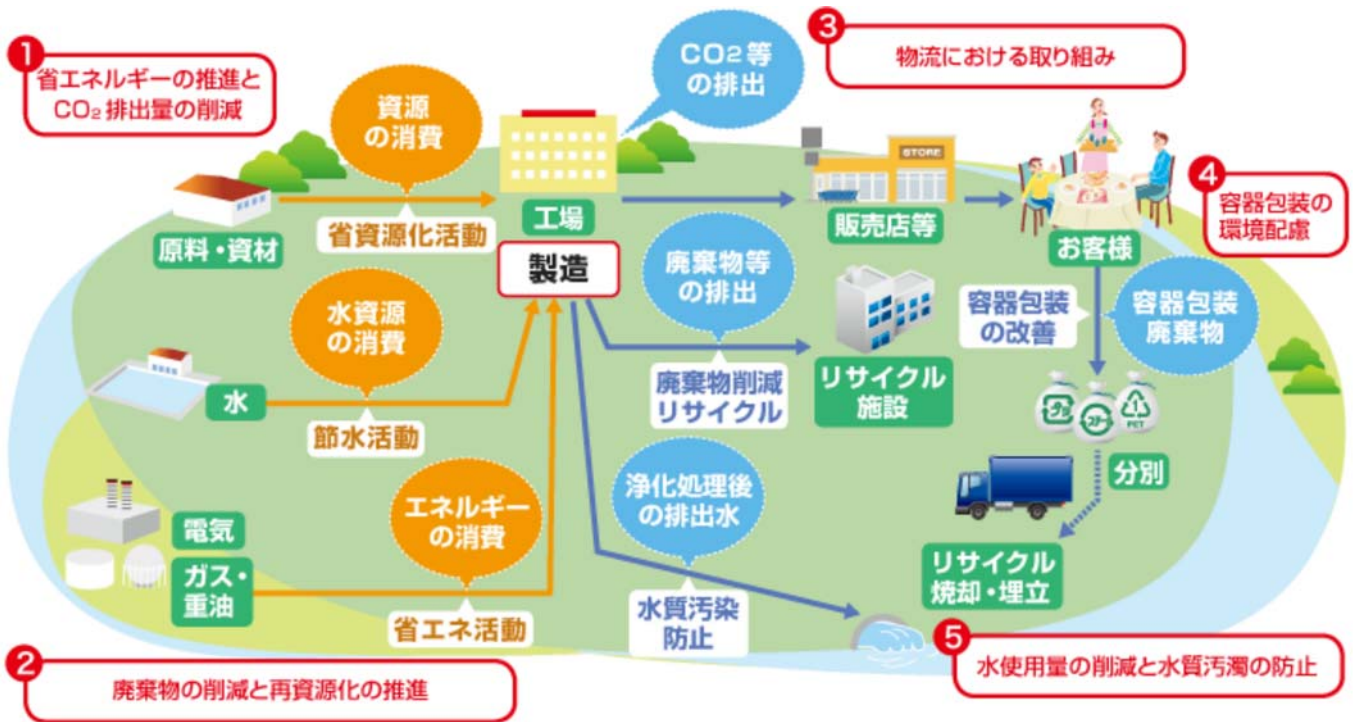 1
省エネルギーの推進と
CO₂排出量の削減
資源
の消費
CO2等
の排出
3
物流における取り組み
STORE
4
容器包装の
環境配慮
原料・資材
省資源化活動
工場
製造
販売店等
お客様
水資源
の消費
廃棄物等
の排出
容器包装
の改善
容器包装
廃棄物
水
節水活動
廃棄物削減
リサイクル
リサイクル
施設
PET
分別
エネルギー
の消費
浄化処理後
の排出水
電気
ガス・
重油
省エネ活動
水質汚染
防止
リサイクル
焼却・埋立
2
廃棄物の削減と再資源化の推進
5
水使用量の削減と水質汚濁の防止